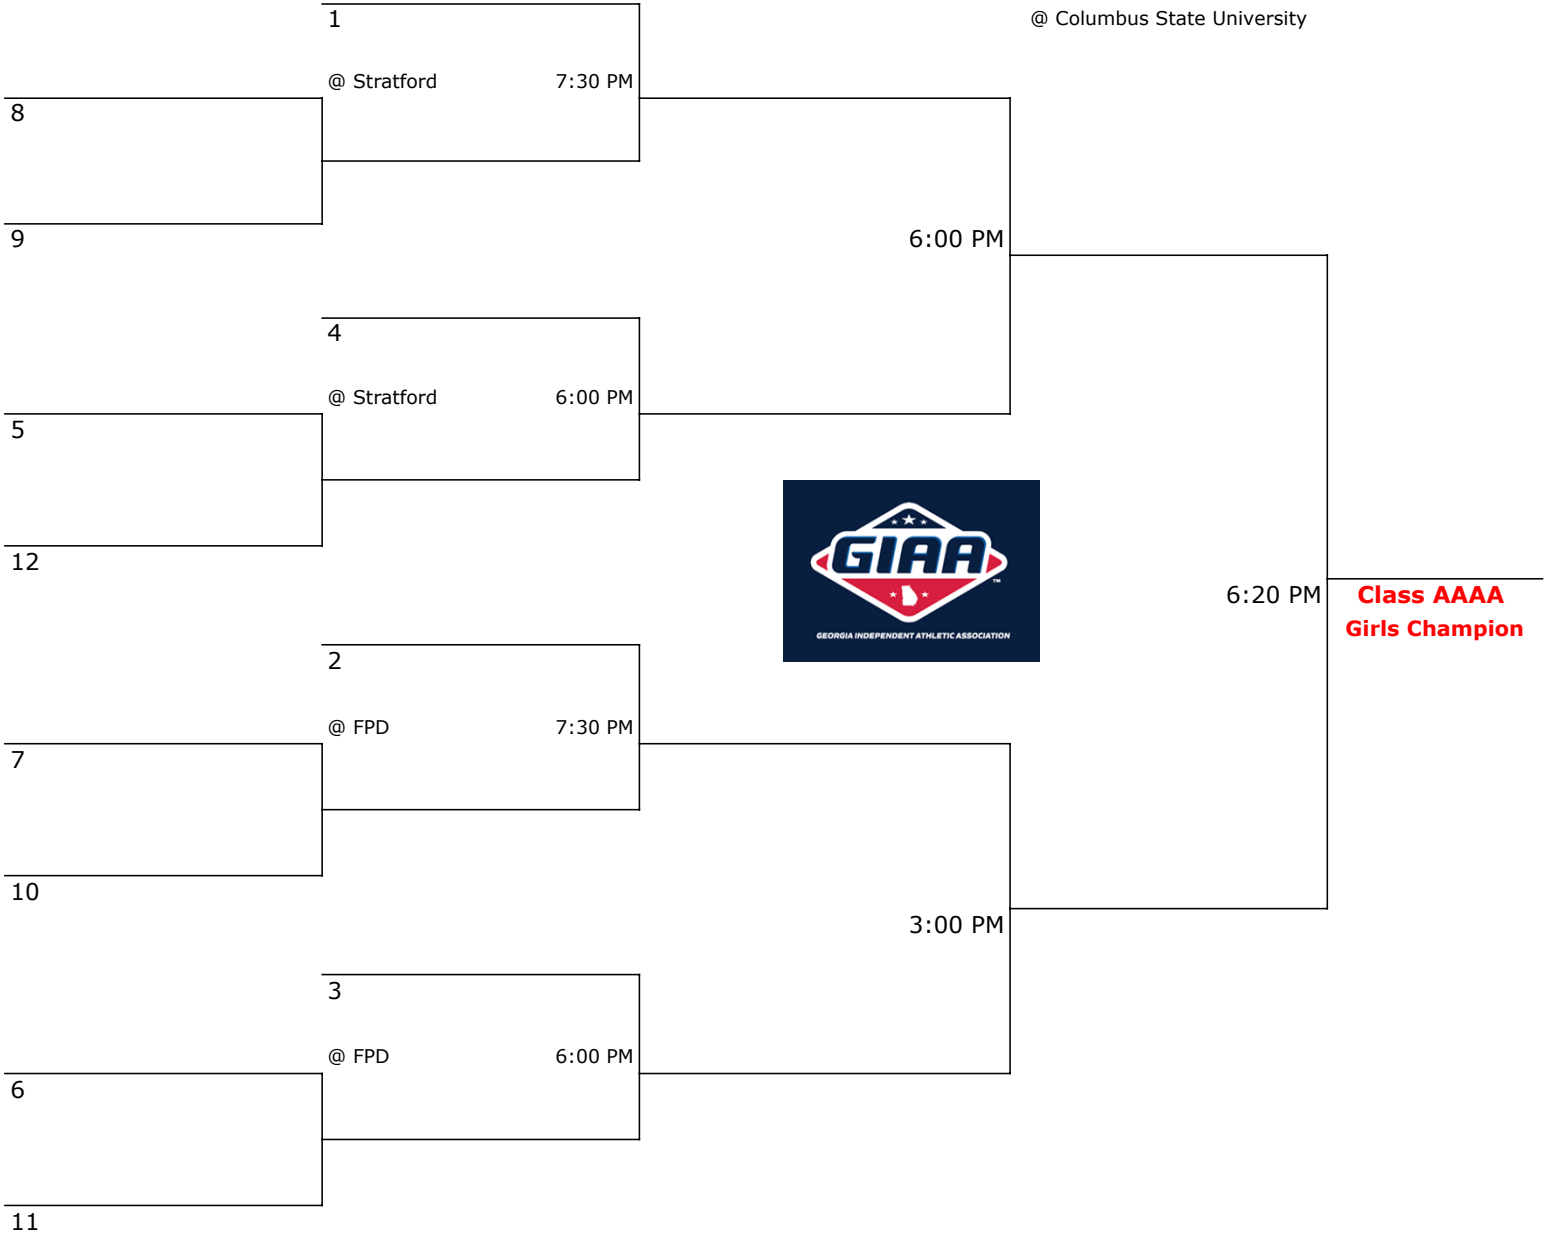 1
@ Columbus State University
@ Stratford 7:30 PM
8
9
6:00 PM
4
@ Stratford 6:00 PM
5
12
GIAA
TM
GEORGIA INDEPENDENT ATHLETIC ASSOCIATION
6:20 PM
Class AAAA
Girls Champion
2
@ FPD 7:30 PM
7
10
3:00 PM
3
@ FPD 6:00 PM
6
11